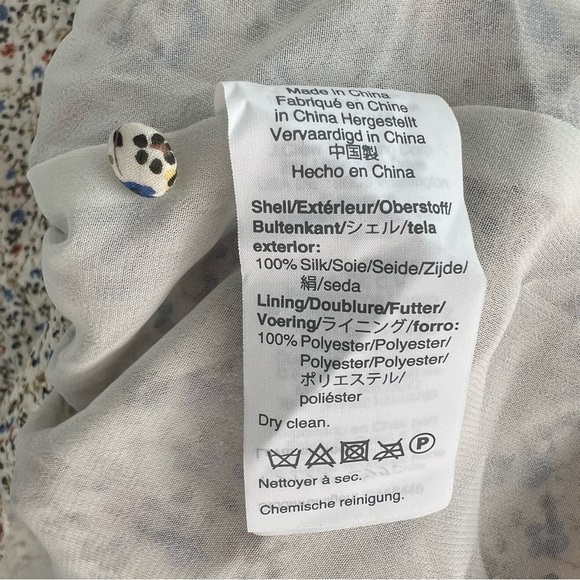 Made in China
Fabriqué en Chine
in China Hergestellt
Vervaardigd in China
中国製
Hecho en China
Shell/Extérieur/Oberstoff/
Buitenkant/シェル/tela
exterior:
100% Silk/Soie/Seide/Zijde/
絹/seda
Lining/Doublure/Futter/
Voering/ライニング/forro:
100% Polyester/Polyester/
Polyester/Polyester/
ポリエステル/
poliéster
Dry clean.
P
Nettoyer à sec.
Chemische reinigung.